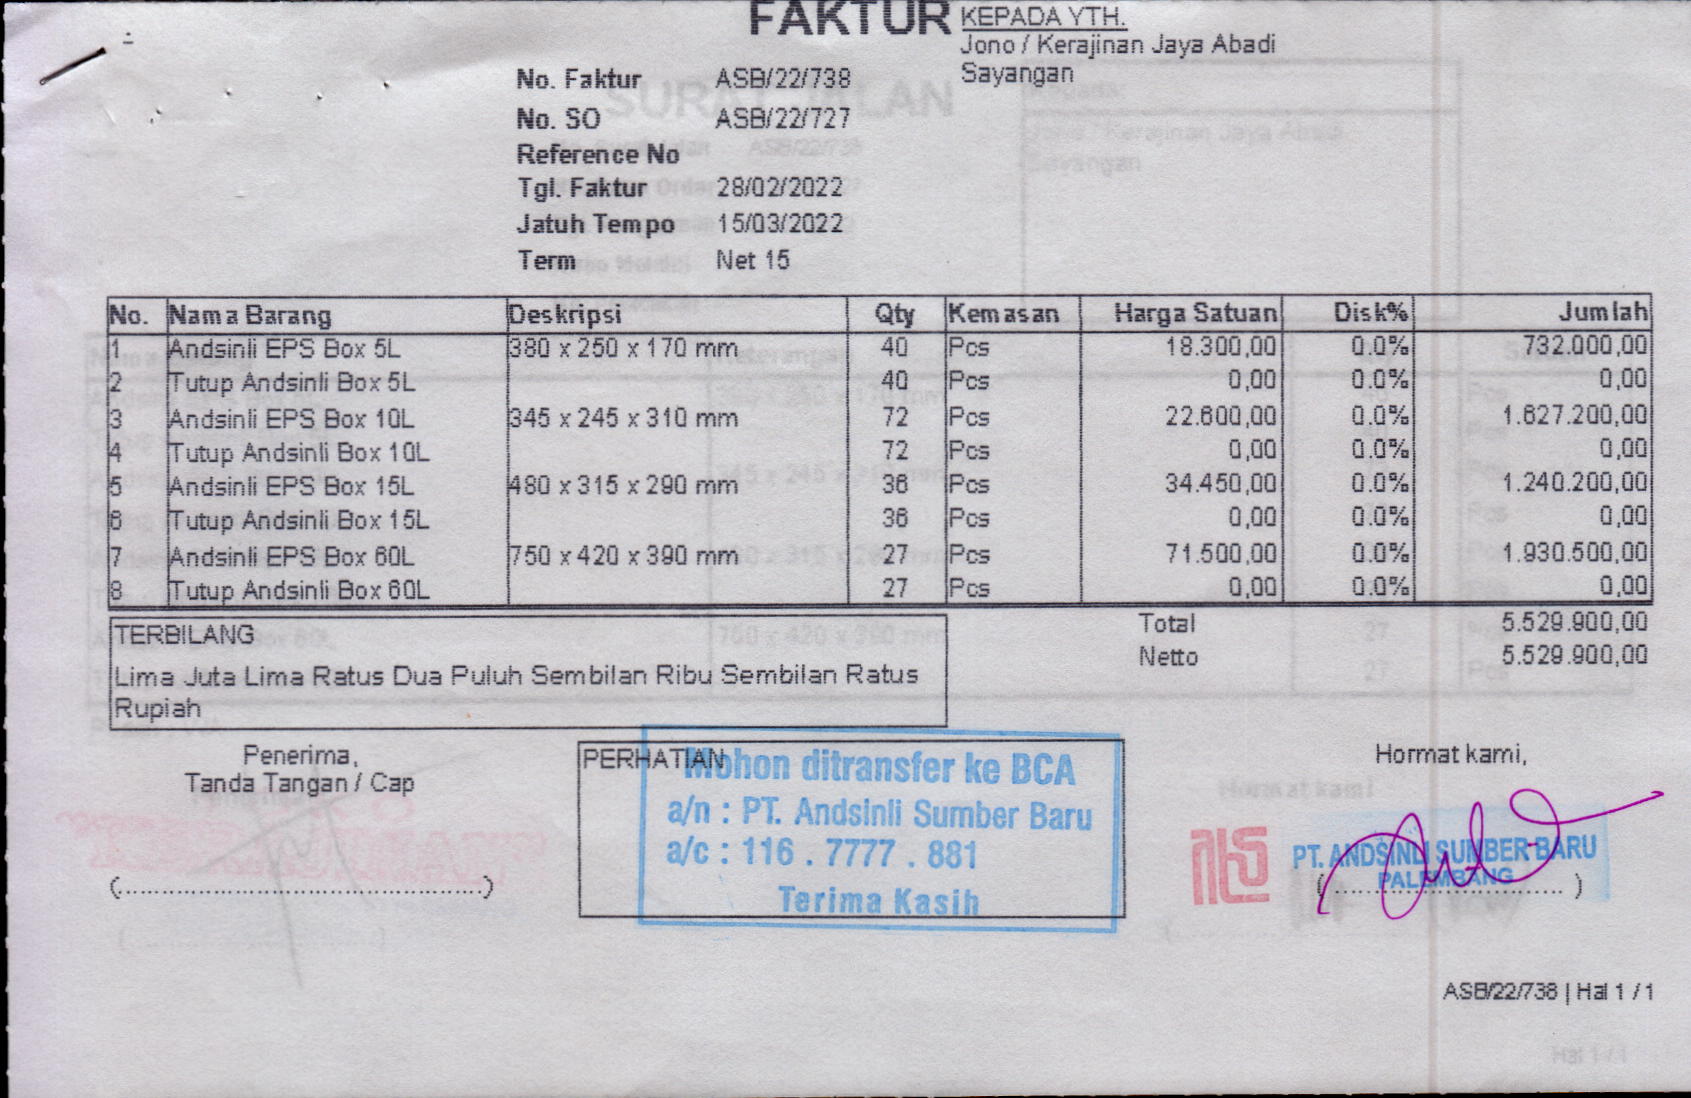 FAKTUR
KEPADA YTH.
Jono / Kerajinan Jaya Abadi
Sayangan
No. Faktur ASB/22/738
No. SO ASB/22/727
Reference No
Tgl. Faktur 28/02/2022
Jatuh Tempo 15/03/2022
Term Net 15
No. Nama Barang Deskripsi Qty Kemasan Harga Satuan Disk% Jumlah
1 Andsinli EPS Box 5L 380 x 250 x 170 mm 40 Pcs 18.300,00 0.0% 732.000,00
2 Tutup Andsinli Box 5L 40 Pcs 0,00 0.0% 0,00
3 Andsinli EPS Box 10L 345 x 245 x 310 mm 72 Pcs 22.600,00 0.0% 1.627.200,00
4 Tutup Andsinli Box 10L 72 Pcs 0,00 0.0% 0,00
5 Andsinli EPS Box 15L 480 x 315 x 290 mm 36 Pcs 34.450,00 0.0% 1.240.200,00
6 Tutup Andsinli Box 15L 36 Pcs 0,00 0.0% 0,00
7 Andsinli EPS Box 60L 750 x 420 x 390 mm 27 Pcs 71.500,00 0.0% 1.930.500,00
8 Tutup Andsinli Box 60L 27 Pcs 0,00 0.0% 0,00
Total 5.529.900,00
Netto 5.529.900,00
TERBILANG
Lima Juta Lima Ratus Dua Puluh Sembilan Ribu Sembilan Ratus
Rupiah
Penerima,
Tanda Tangan / Cap
(................................................)
PERHATIAN
Mohon ditransfer ke BCA
a/n : PT. Andsinli Sumber Baru
a/c : 116 . 7777 . 881
Terima Kasih
Hormat kami,
PT. ANDSINLI SUMBER BARU
PALEMBANG
(................................)
ASB/22/738 | Hal 1 / 1